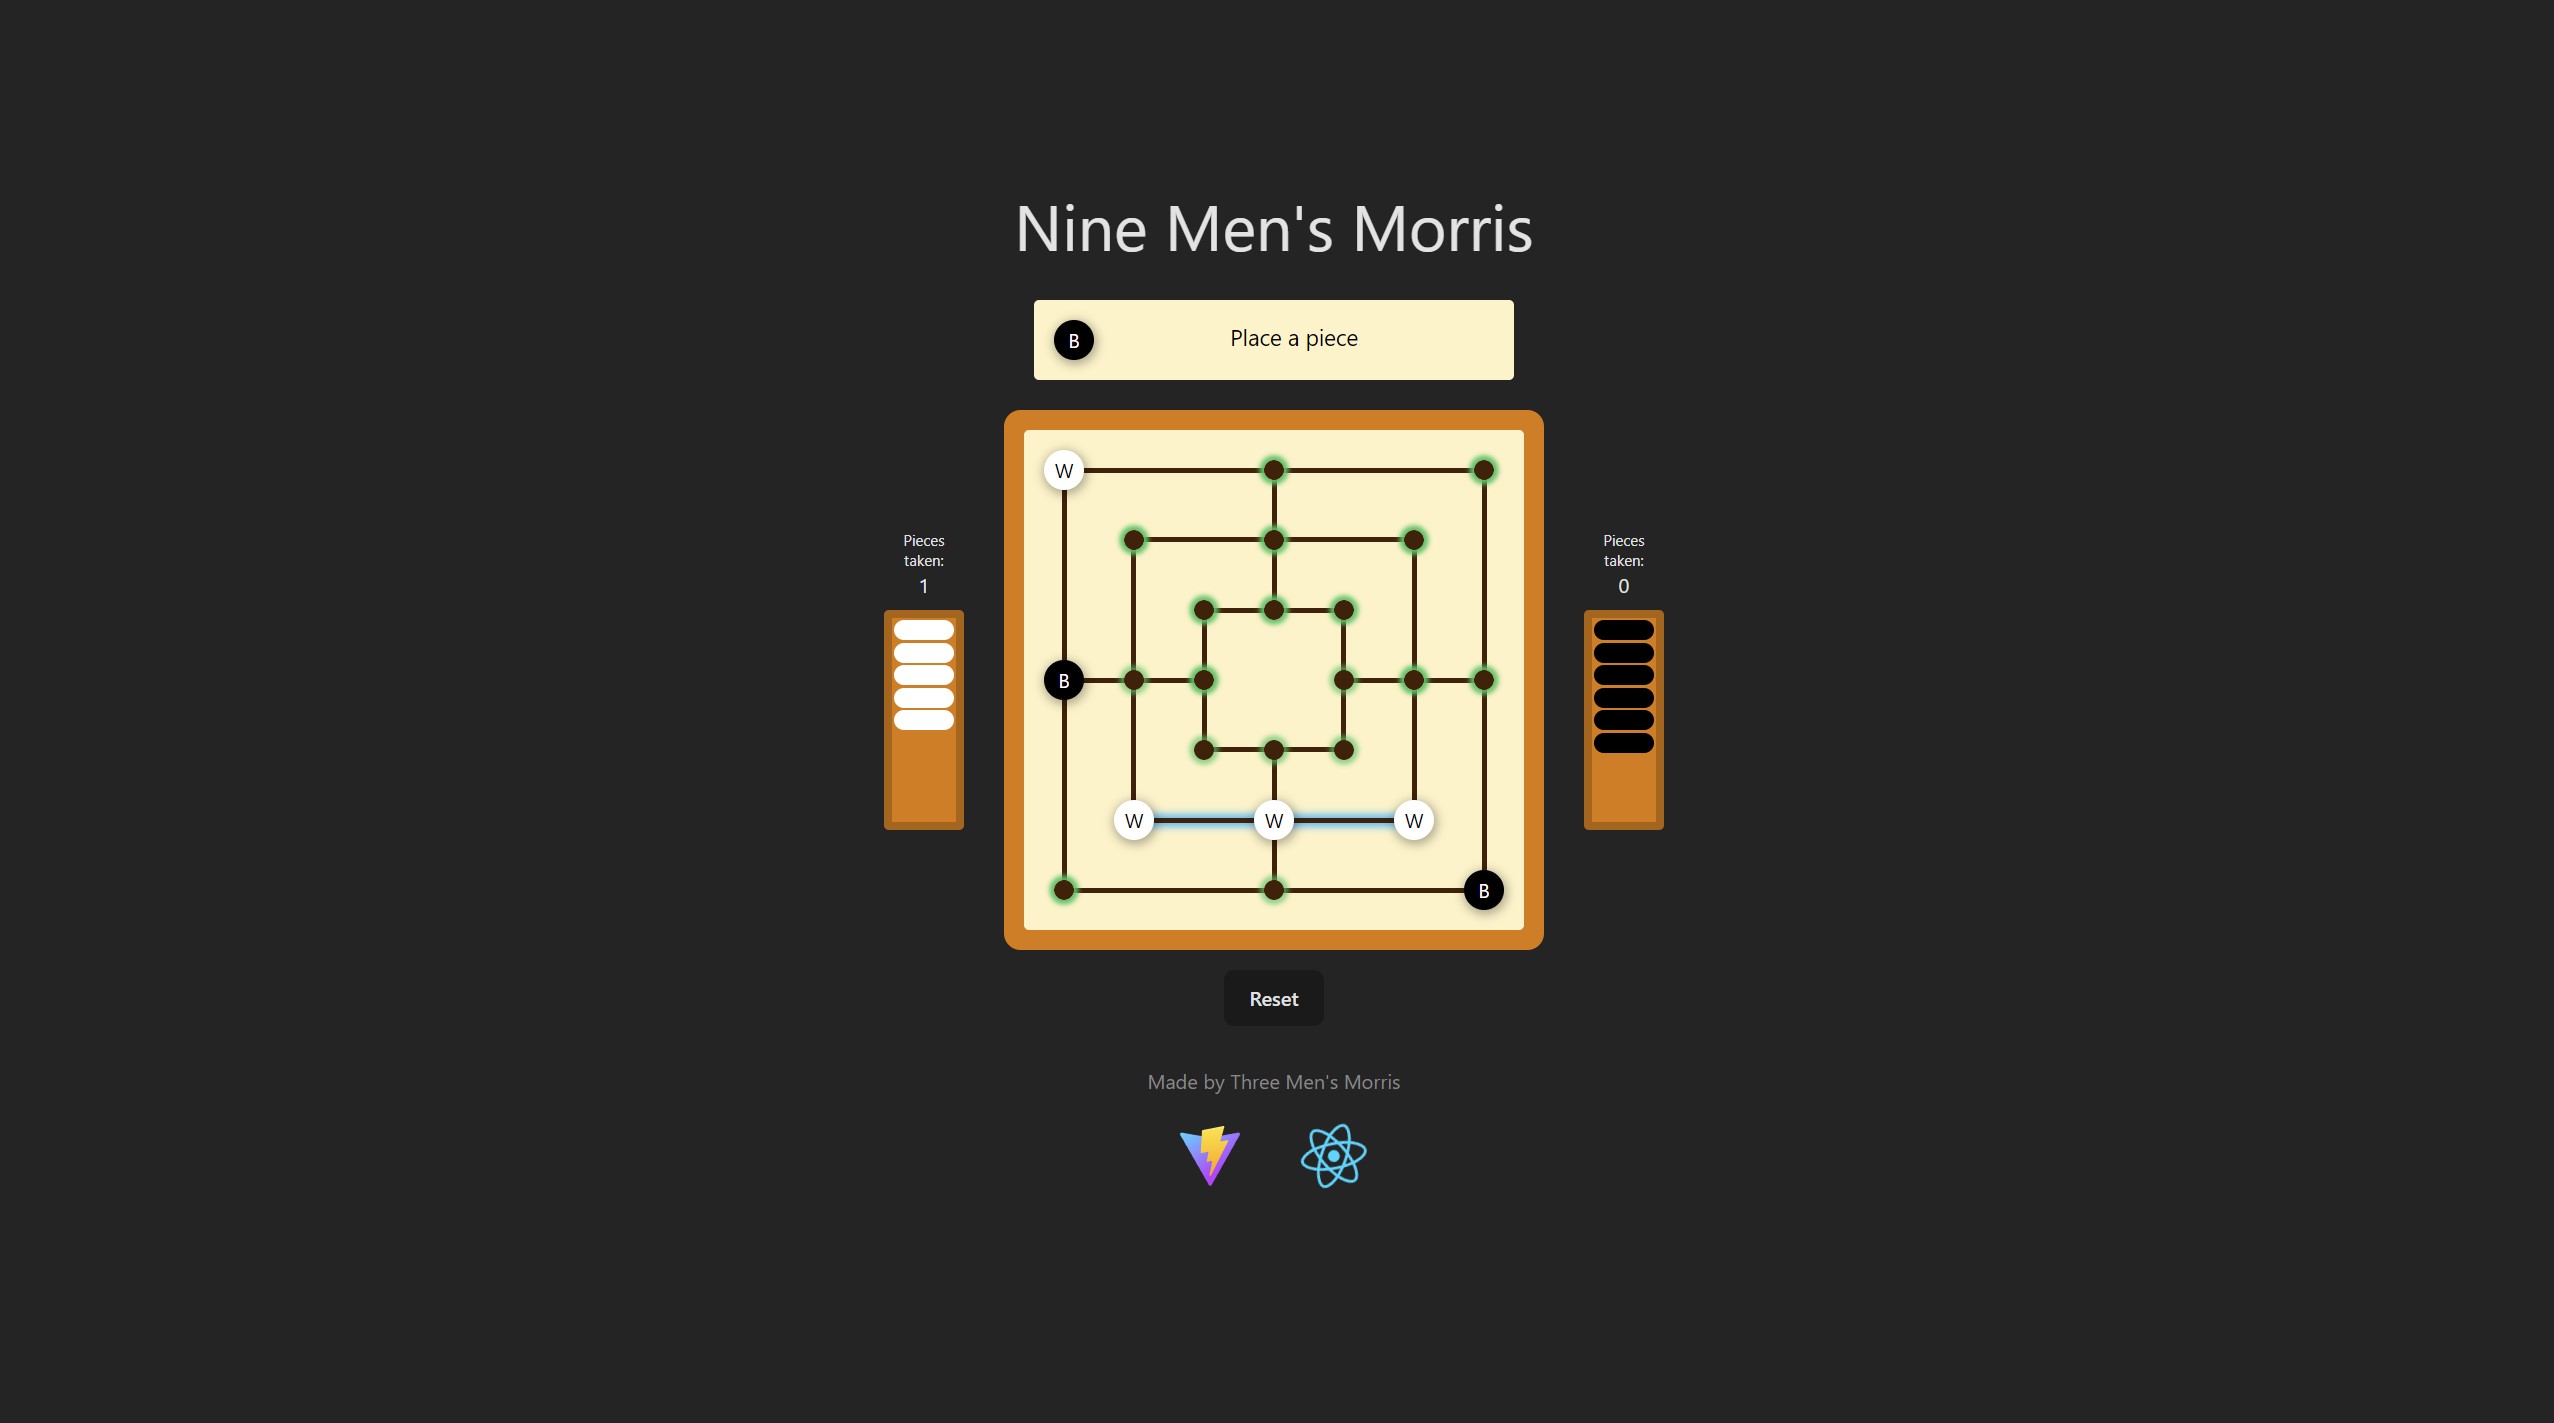 Nine Men's Morris
B
Place a piece
W
Pieces
taken:
1
Pieces
taken:
0
B
W W W
B
Reset
Made by Three Men's Morris